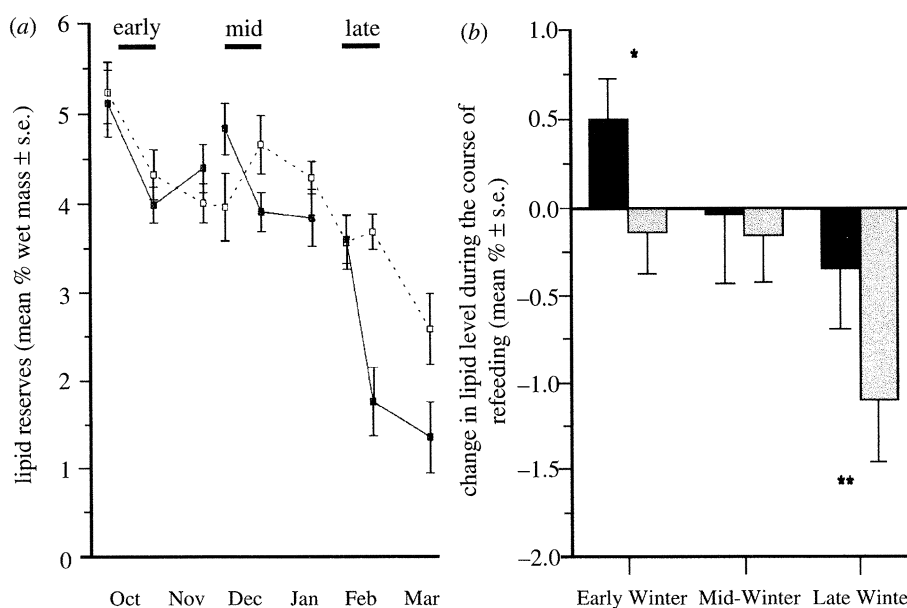 (a)
early
mid
late
lipid reserves (mean % wet mass ± s.e.)
6
5
4
3
2
1
0
Oct Nov Dec Jan Feb Mar
(b)
change in lipid level during the course of
refeeding (mean % ± s.e.)
1.0
0.5
0.0
−0.5
−1.0
−1.5
−2.0
*
**
Early Winter Mid-Winter Late Winte